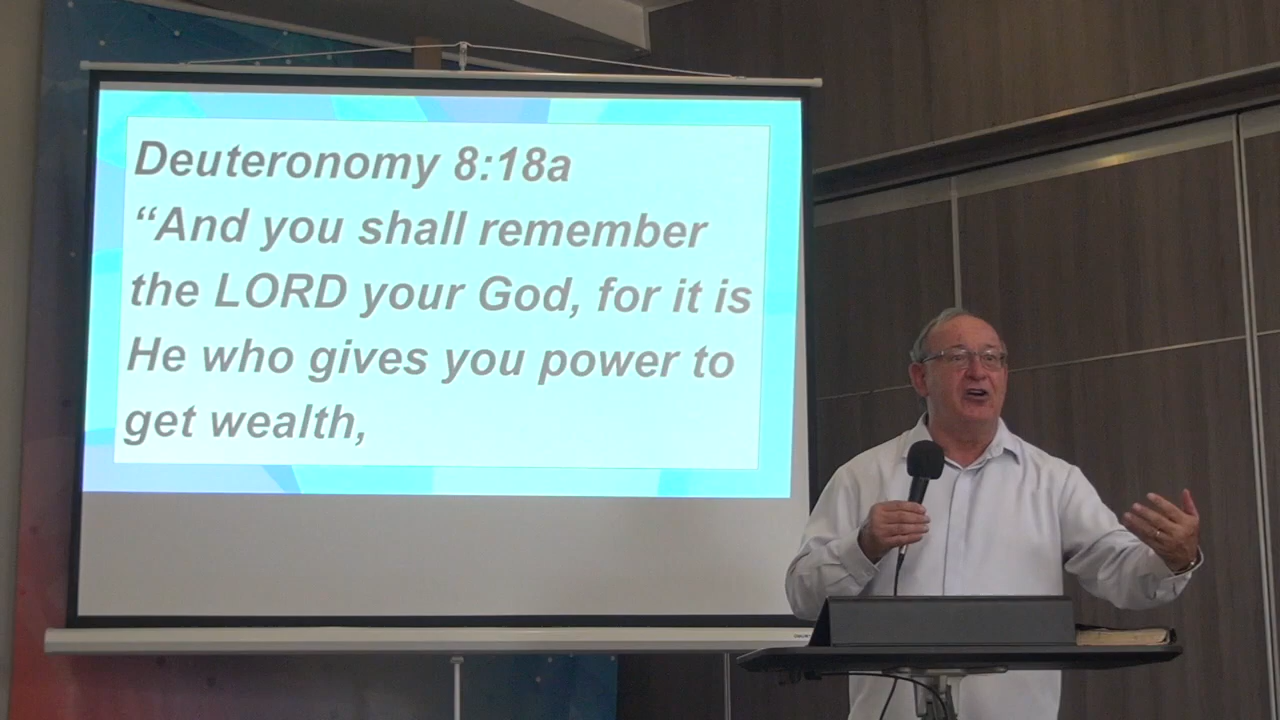 Deuteronomy 8:18a
“And you shall remember
the LORD your God, for it is
He who gives you power to
get wealth,